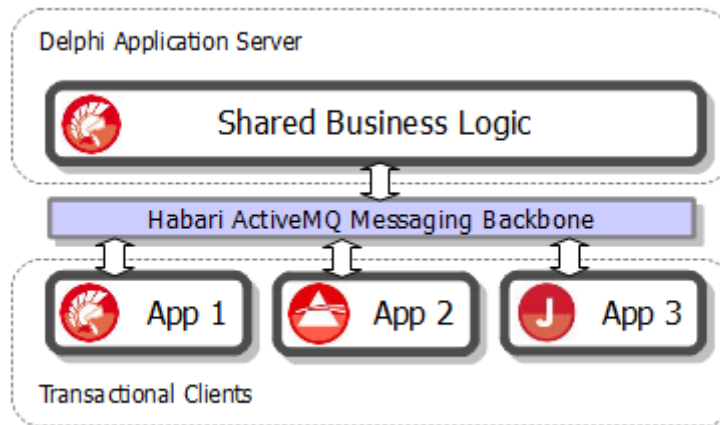 Delphi Application Server
Shared Business Logic
Habari ActiveMQ Messaging Backbone
App 1
App 2
J
App 3
Transactional Clients